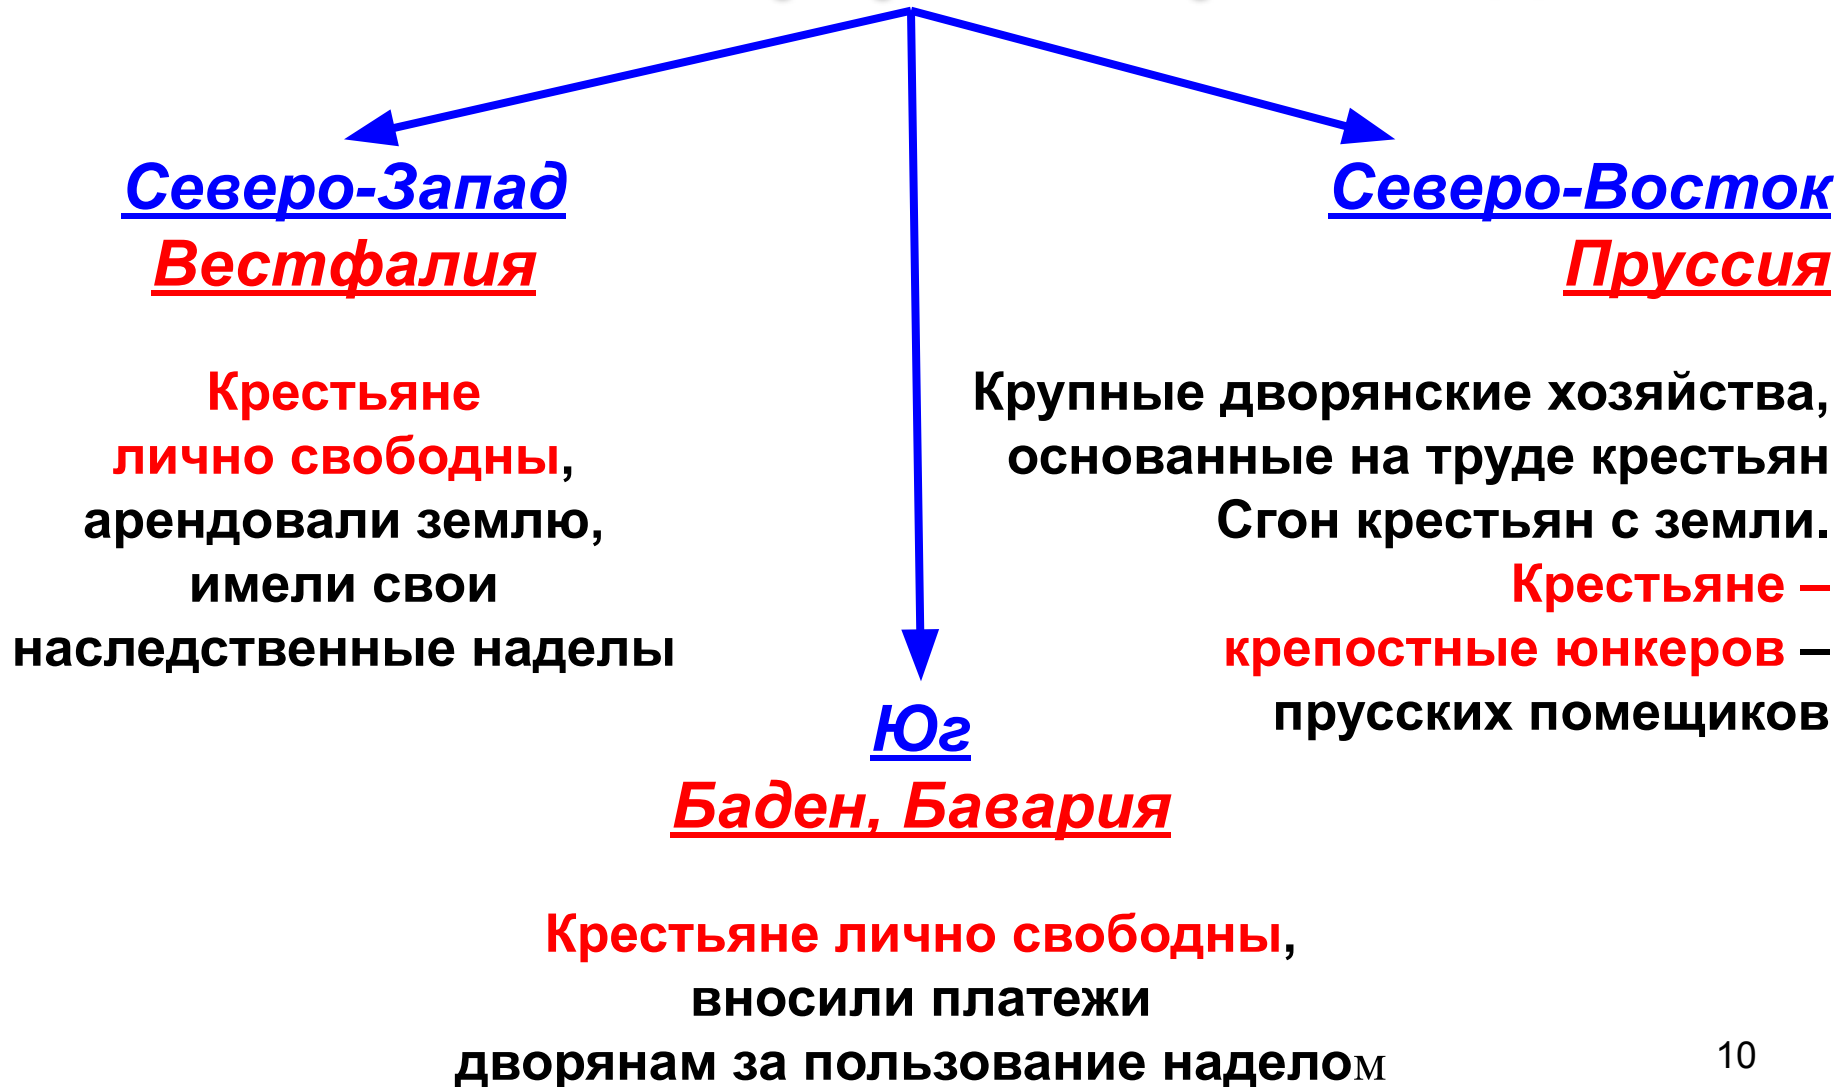 Северо-Запад
Вестфалия
Крестьяне
лично свободны,
арендовали землю,
имели свои
наследственные наделы
Северо-Восток
Пруссия
Крупные дворянские хозяйства,
основанные на труде крестьян
Сгон крестьян с земли.
Крестьяне –
крепостные юнкеров –
прусских помещиков
Юг
Баден, Бавария
Крестьяне лично свободны,
вносили платежи
дворянам за пользование наделом
10